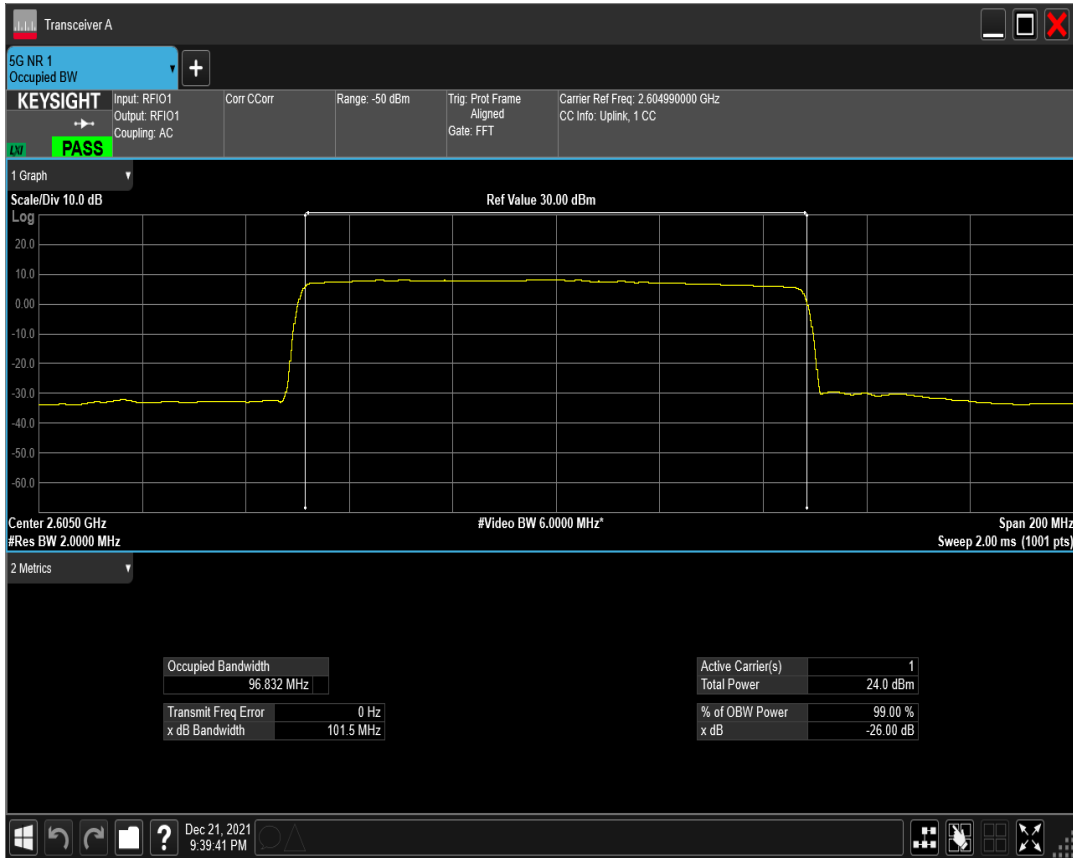 Transceiver A
5G NR 1
Occupied BW
KEYSIGHT
LXI
PASS
Input: RFIO1
Output: RFIO1
Coupling: AC
Corr CCorr
Range: -50 dBm
Trig: Prot Frame
Aligned
Gate: FFT
Carrier Ref Freq: 2.604990000 GHz
CC Info: Uplink, 1 CC
1 Graph
Scale/Div 10.0 dB
Ref Value 30.00 dBm
Log
20.0
10.0
0.00
-10.0
-20.0
-30.0
-40.0
-50.0
-60.0
Center 2.6050 GHz
#Video BW 6.0000 MHz*
Span 200 MHz
#Res BW 2.0000 MHz
Sweep 2.00 ms (1001 pts)
2 Metrics
Occupied Bandwidth
96.832 MHz
Transmit Freq Error 0 Hz
x dB Bandwidth 101.5 MHz
Active Carrier(s) 1
Total Power 24.0 dBm
% of OBW Power 99.00 %
x dB -26.00 dB
Dec 21, 2021
9:39:41 PM